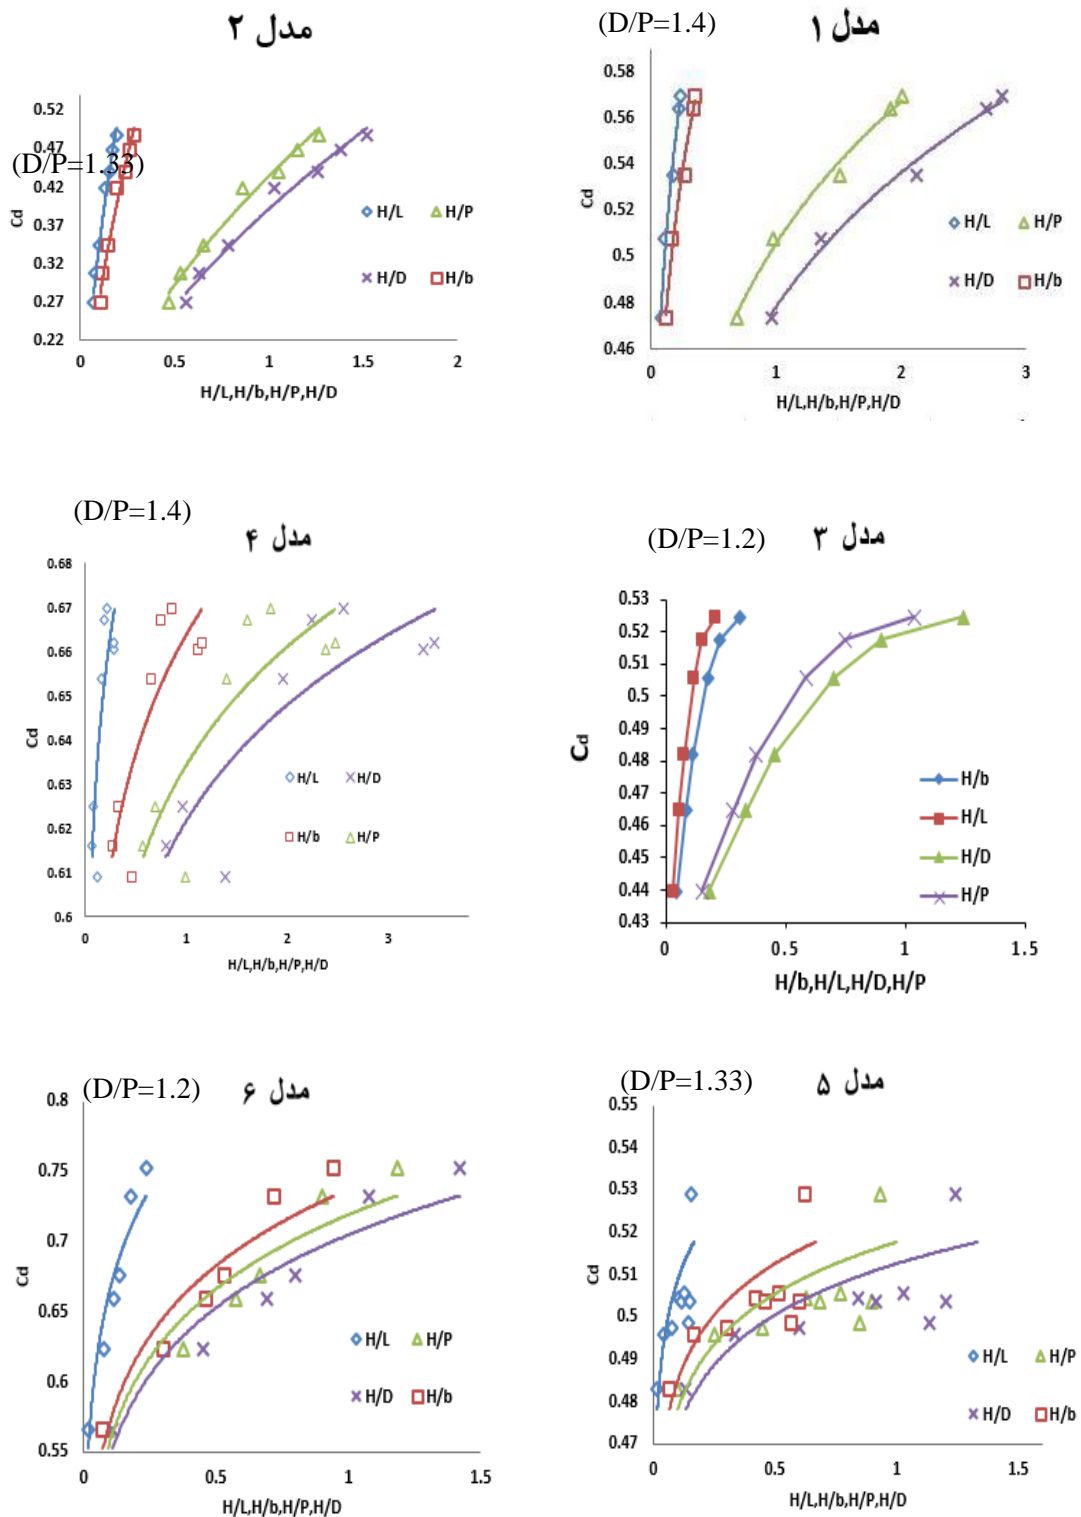 مدل ۲
0.52
0.47
(D/P=1.33)
0.42
0.37
0.32
0.27
0.22
Cd
H/L
H/P
H/D
H/b
0 0.5 1 1.5 2
H/L,H/b,H/P,H/D
(D/P=1.4) مدل ۱
0.58
0.56
0.54
0.52
0.5
0.48
0.46
Cd
H/L
H/P
H/D
H/b
0 1 2 3
H/L,H/b,H/P,H/D
(D/P=1.4)
مدل ۴
0.68
0.67
0.66
0.65
0.64
0.63
0.62
0.61
0.6
Cd
H/L
H/D
H/b
H/P
0 1 2 3
H/L,H/b,H/P,H/D
(D/P=1.2) مدل ۳
0.53
0.52
0.51
0.5
0.49
0.48
0.47
0.46
0.45
0.44
0.43
Cd
H/b
H/L
H/D
H/P
0 0.5 1 1.5
H/b,H/L,H/D,H/P
(D/P=1.2) مدل ۶
0.8
0.75
0.7
0.65
0.6
0.55
Cd
H/L
H/P
H/D
H/b
0 0.5 1 1.5
H/L,H/b,H/P,H/D
(D/P=1.33) مدل ۵
0.55
0.54
0.53
0.52
0.51
0.5
0.49
0.48
0.47
Cd
H/L
H/P
H/D
H/b
0 0.5 1 1.5
H/L,H/b,H/P,H/D